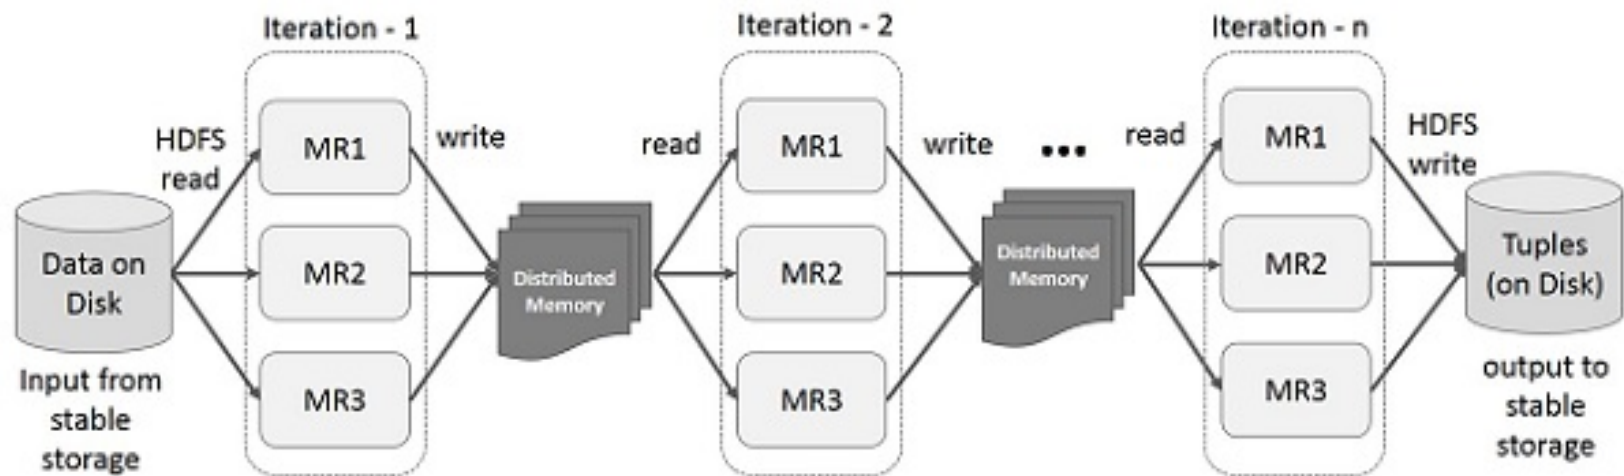 Iteration - 1
Iteration - 2
Iteration - n
HDFS
read
MR1
write
read
MR1
write
...
read
MR1
HDFS
write
Data on
Disk
MR2
Distributed
Memory
MR2
Distributed
Memory
MR2
Tuples
(on Disk)
Input from
stable
storage
MR3
MR3
MR3
output to
stable
storage